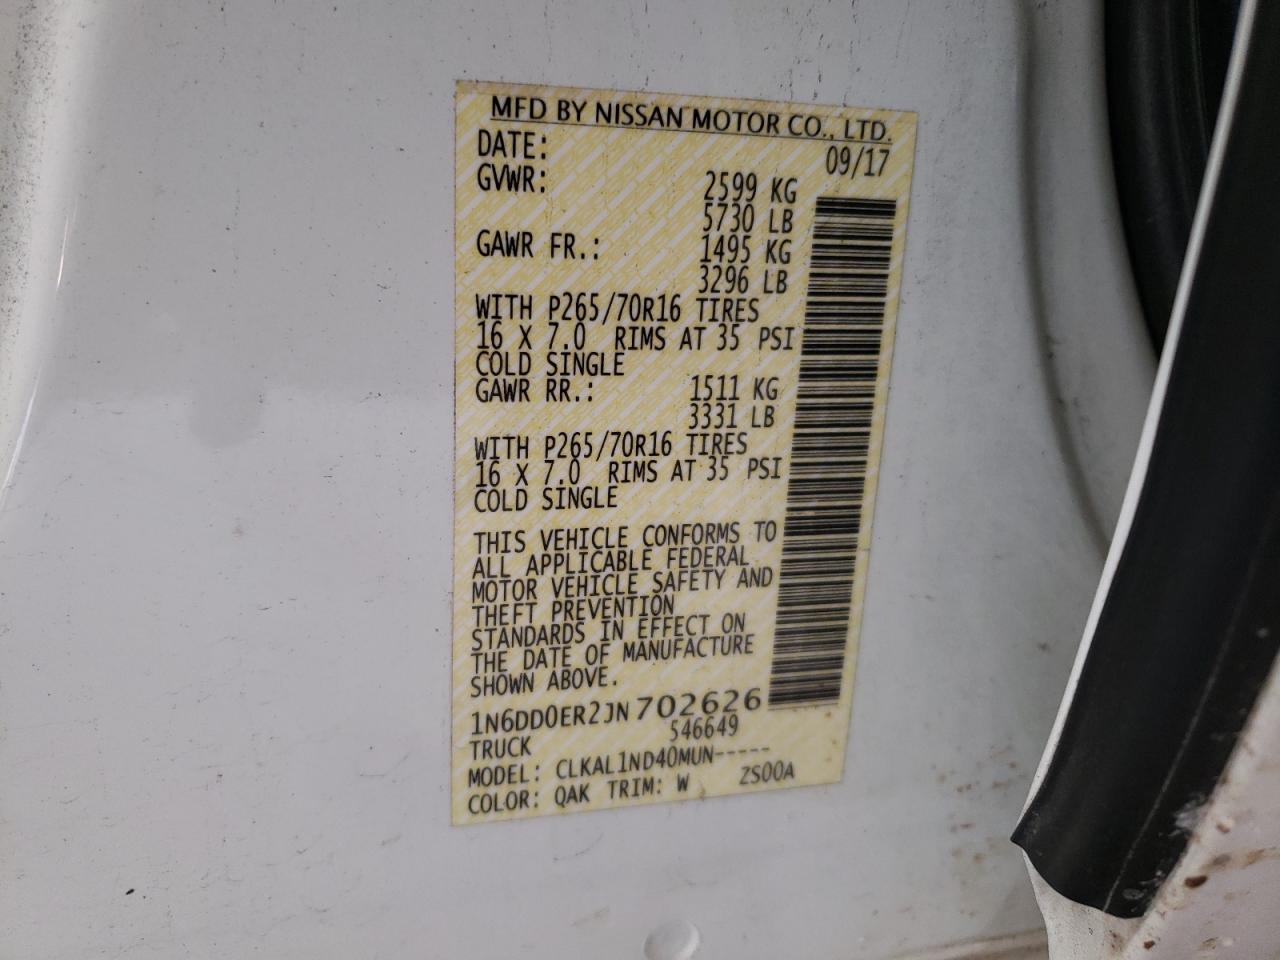 MFD BY NISSAN MOTOR CO., LTD.
DATE: 09/17
GVWR: 2599 KG
5730 LB
GAWR FR.: 1495 KG
3296 LB
WITH P265/70R16 TIRES
16 X 7.0 RIMS AT 35 PSI
COLD SINGLE
GAWR RR.: 1511 KG
3331 LB
WITH P265/70R16 TIRES
16 X 7.0 RIMS AT 35 PSI
COLD SINGLE
THIS VEHICLE CONFORMS TO
ALL APPLICABLE FEDERAL
MOTOR VEHICLE SAFETY AND
THEFT PREVENTION
STANDARDS IN EFFECT ON
THE DATE OF MANUFACTURE
SHOWN ABOVE.
1N6DD0ER2JN702626
TRUCK 546649
MODEL: CLKAL1ND40MUN-----
COLOR: QAK TRIM: W ZS00A